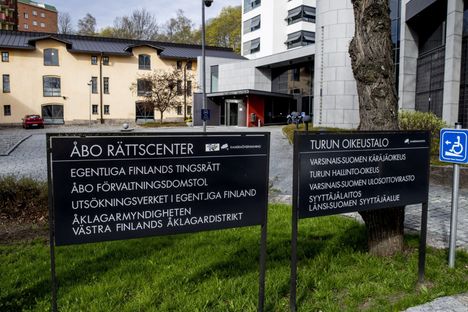 ÅBO RÄTTSCENTER
EGENTLIGA FINLANDS TINGSRÄTT
ÅBO FÖRVALTNINGSDOMSTOL
UTSÖKNINGSVERKET I EGENTLIGA FINLAND
ÅKLAGARMYNDIGHETEN
VÄSTRA FINLANDS ÅKLAGARDISTRIKT
TURUN OIKEUSTALO
VARSINAIS-SUOMEN KÄRÄJÄOIKEUS
TURUN HALLINTO-OIKEUS
VARSINAIS-SUOMEN ULOSOTTOVIRASTO
SYYTTÄJÄLAITOS
LÄNSI-SUOMEN SYYTTÄJÄALUE